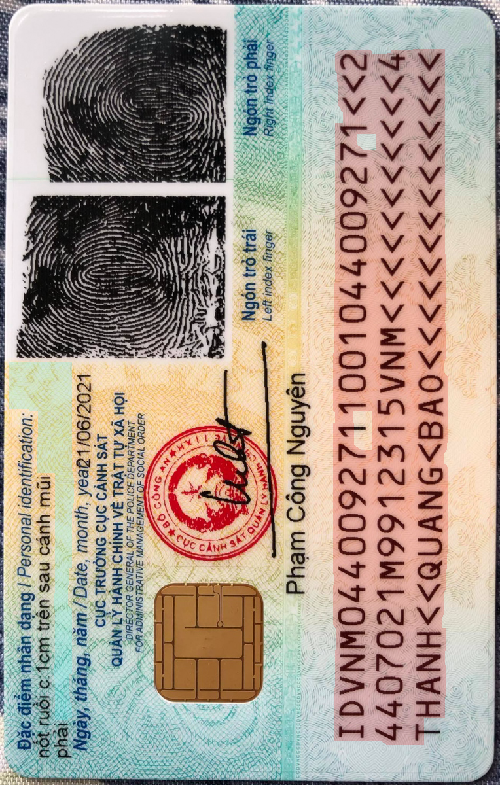 Đặc điểm nhân dạng / Personal identification:
nốt ruồi c.1cm trên sau cánh mũi
phải
Ngày, tháng, năm / Date, month, year 21/06/2021
CỤC TRƯỞNG CỤC CẢNH SÁT
QUẢN LÝ HÀNH CHÍNH VỀ TRẬT TỰ XÃ HỘI
DIRECTOR GENERAL OF THE POLICE DEPARTMENT
FOR ADMINISTRATIVE MANAGEMENT OF SOCIAL ORDER
BỘ CÔNG AN
CỤC CẢNH SÁT QUẢN LÝ HÀNH CHÍNH
Phạm Công Nguyên
Ngón trỏ trái
Left index finger
Ngón trỏ phải
Right index finger
IDVNM0440092711001044009271<<2
4407021M9912315VNM<<<<<<<<<<<4
THANH<<QUANG<BAO<<<<<<<<<<<<<<